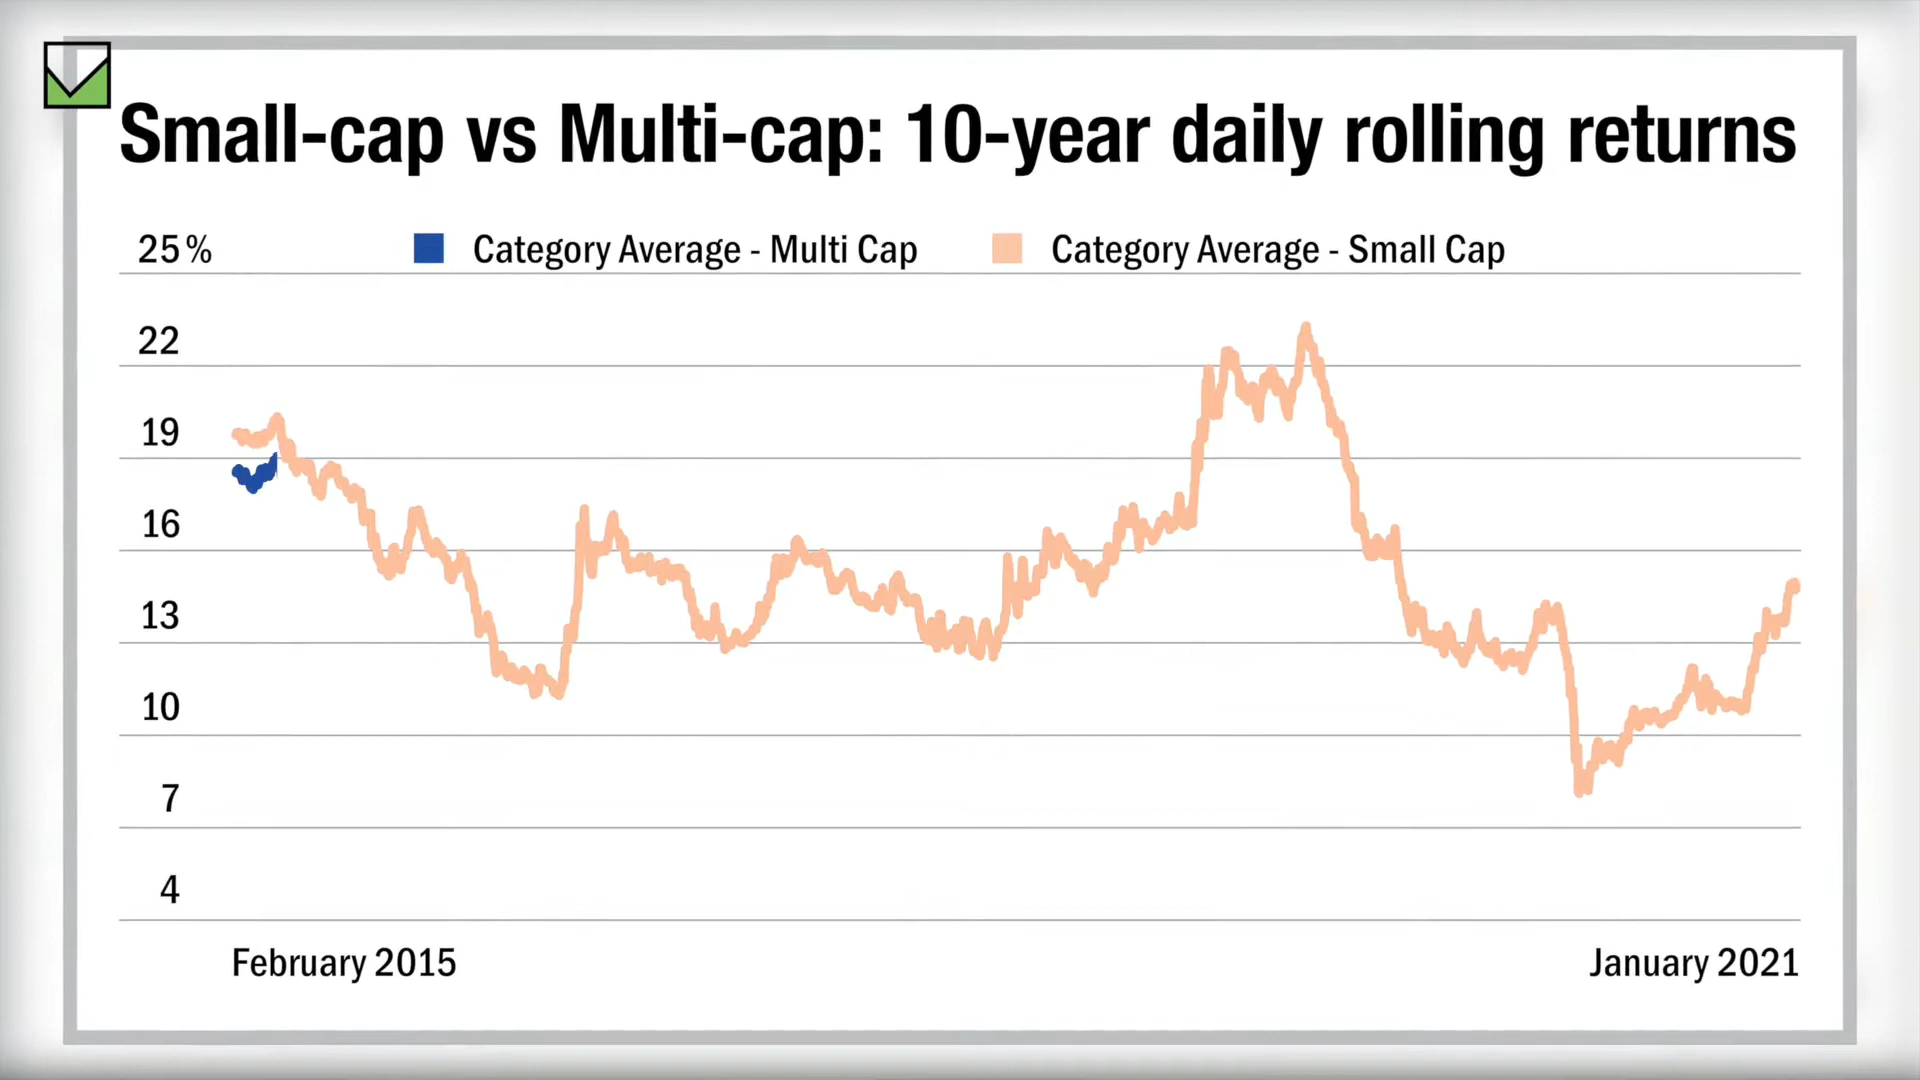 Small-cap vs Multi-cap: 10-year daily rolling returns
25% Category Average - Multi Cap Category Average - Small Cap
22
19
16
13
10
7
4
February 2015 January 2021